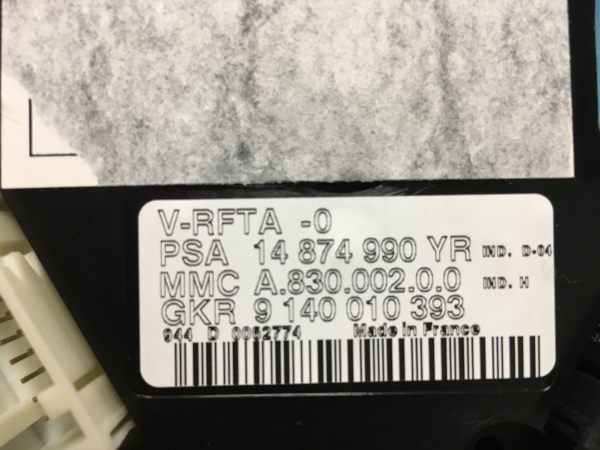 V-RFTA -0
PSA 14 874 990 YR IND. D-04
MMC A.830.002.0.0 IND. H
GKR 9 140 010 393
944 D 0062774 Made in France